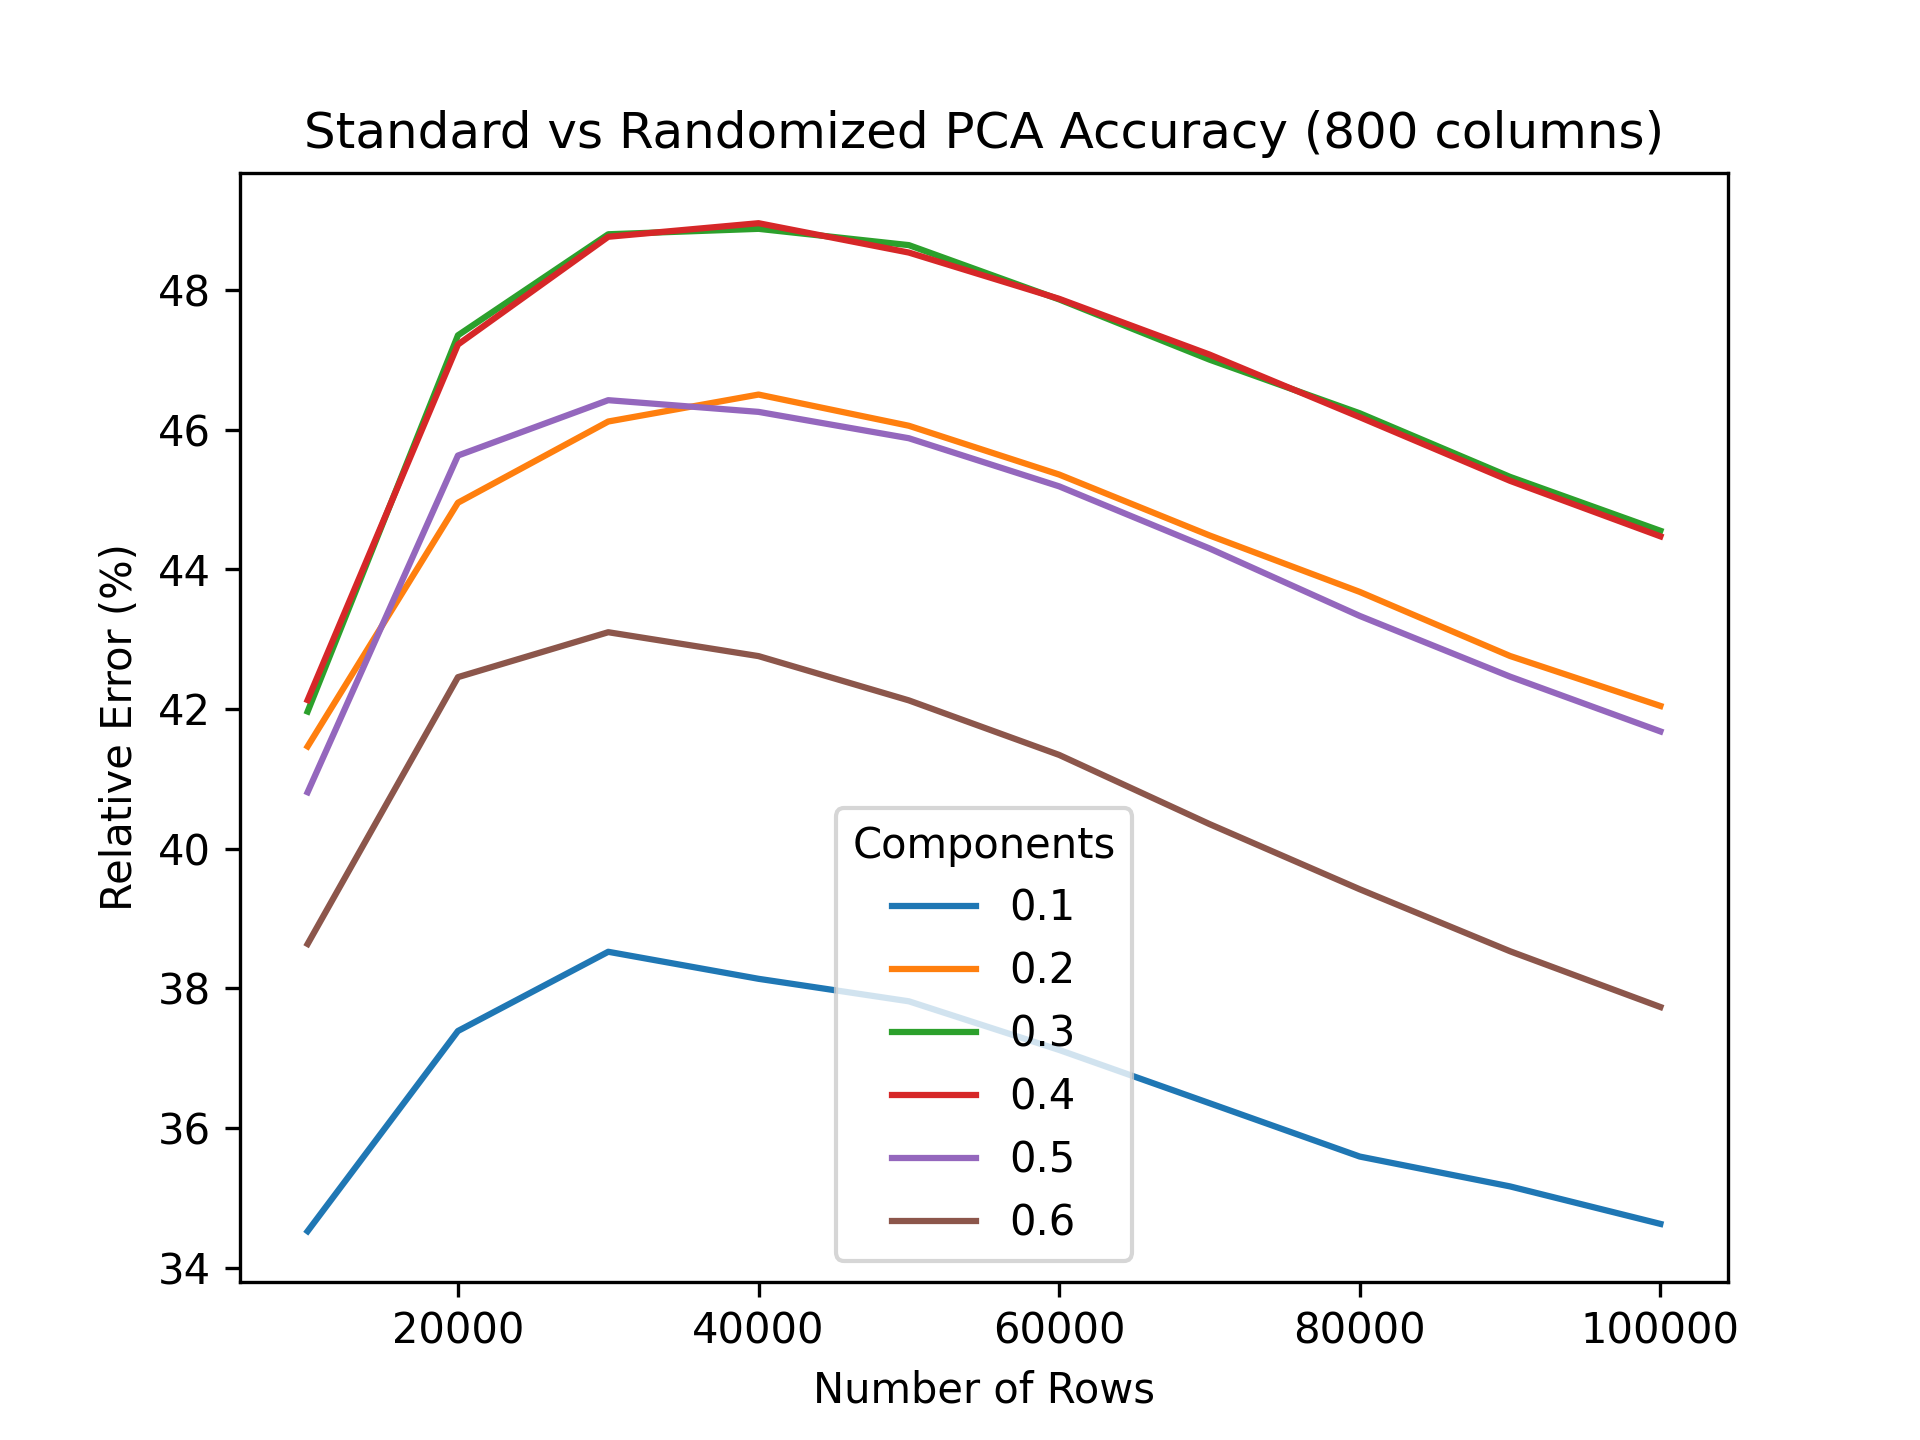 Standard vs Randomized PCA Accuracy (800 columns)
Relative Error (%)
48
46
44
42
40
38
36
34
Components
0.1
0.2
0.3
0.4
0.5
0.6
20000 40000 60000 80000 100000
Number of Rows